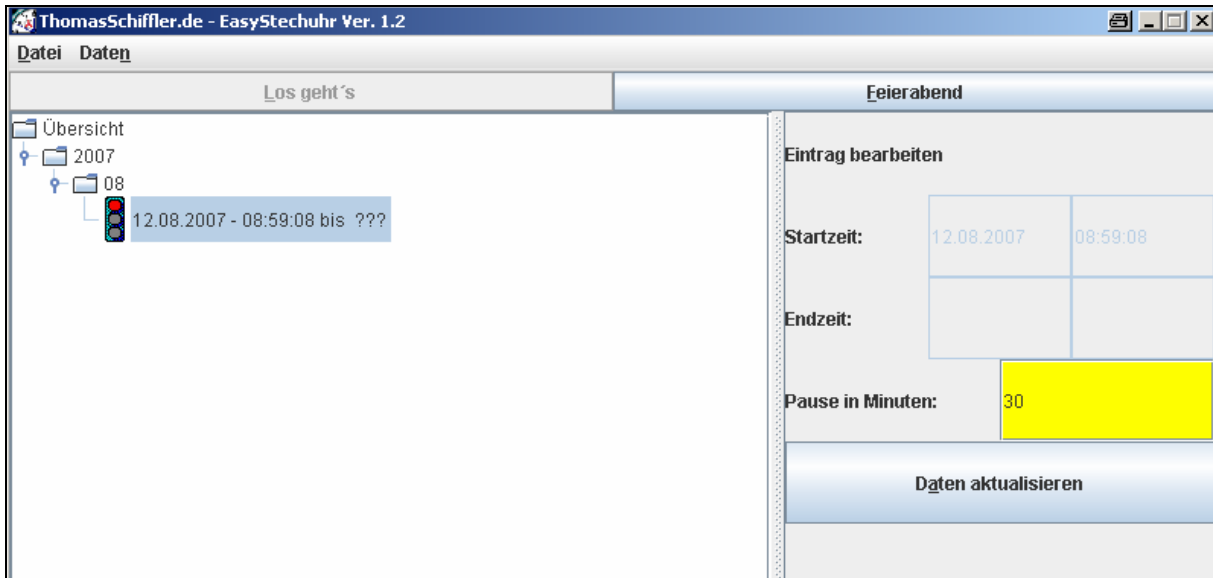 ThomasSchiffler.de - EasyStechuhr Ver. 1.2
Datei Daten
Los geht´s Feierabend
Übersicht
2007
08
12.08.2007 - 08:59:08 bis ???
Eintrag bearbeiten
Startzeit: 12.08.2007 08:59:08
Endzeit:
Pause in Minuten: 30
Daten aktualisieren